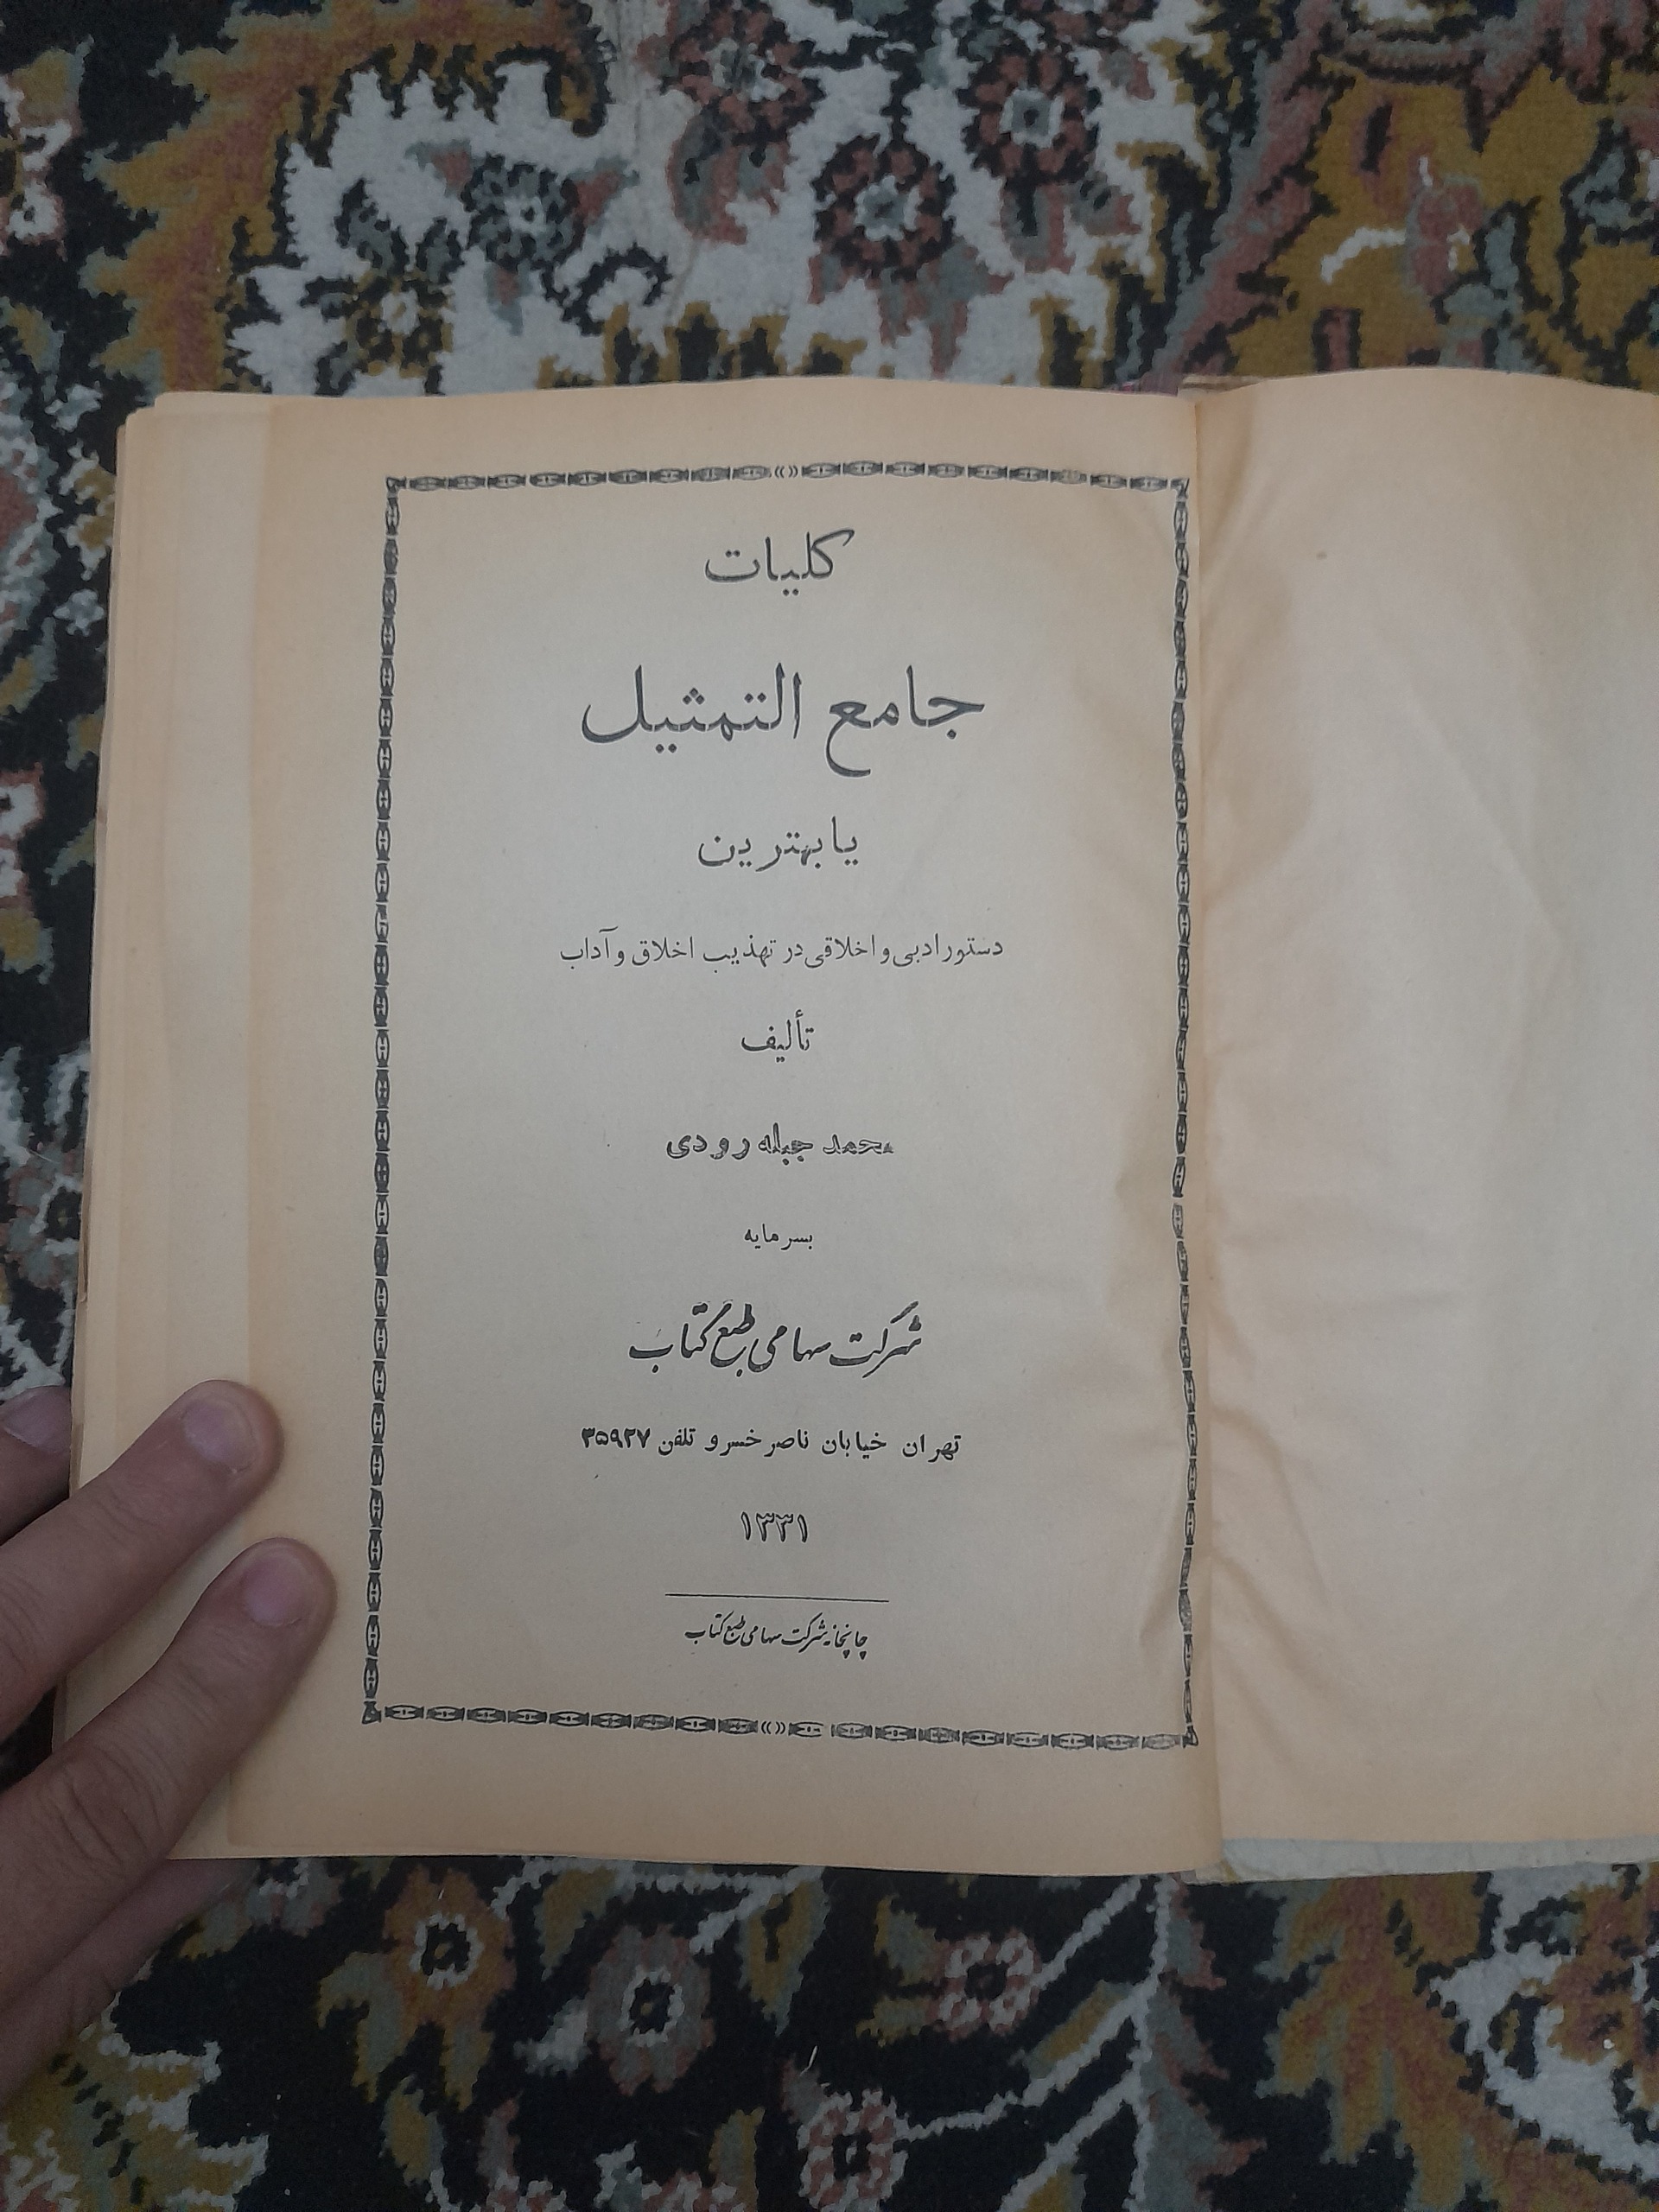 کلیات
جامع التمثیل
یا بهترین
دستور ادبی و اخلاقی در تهذیب اخلاق و آداب
تألیف
محمد جبله رودی
بسرمایه
شرکت سهامی طبع کتاب
تهران خیابان ناصر خسرو تلفن ۳۵۹۲۷
۱۳۳۱
چاپخانه شرکت سهامی طبع کتاب